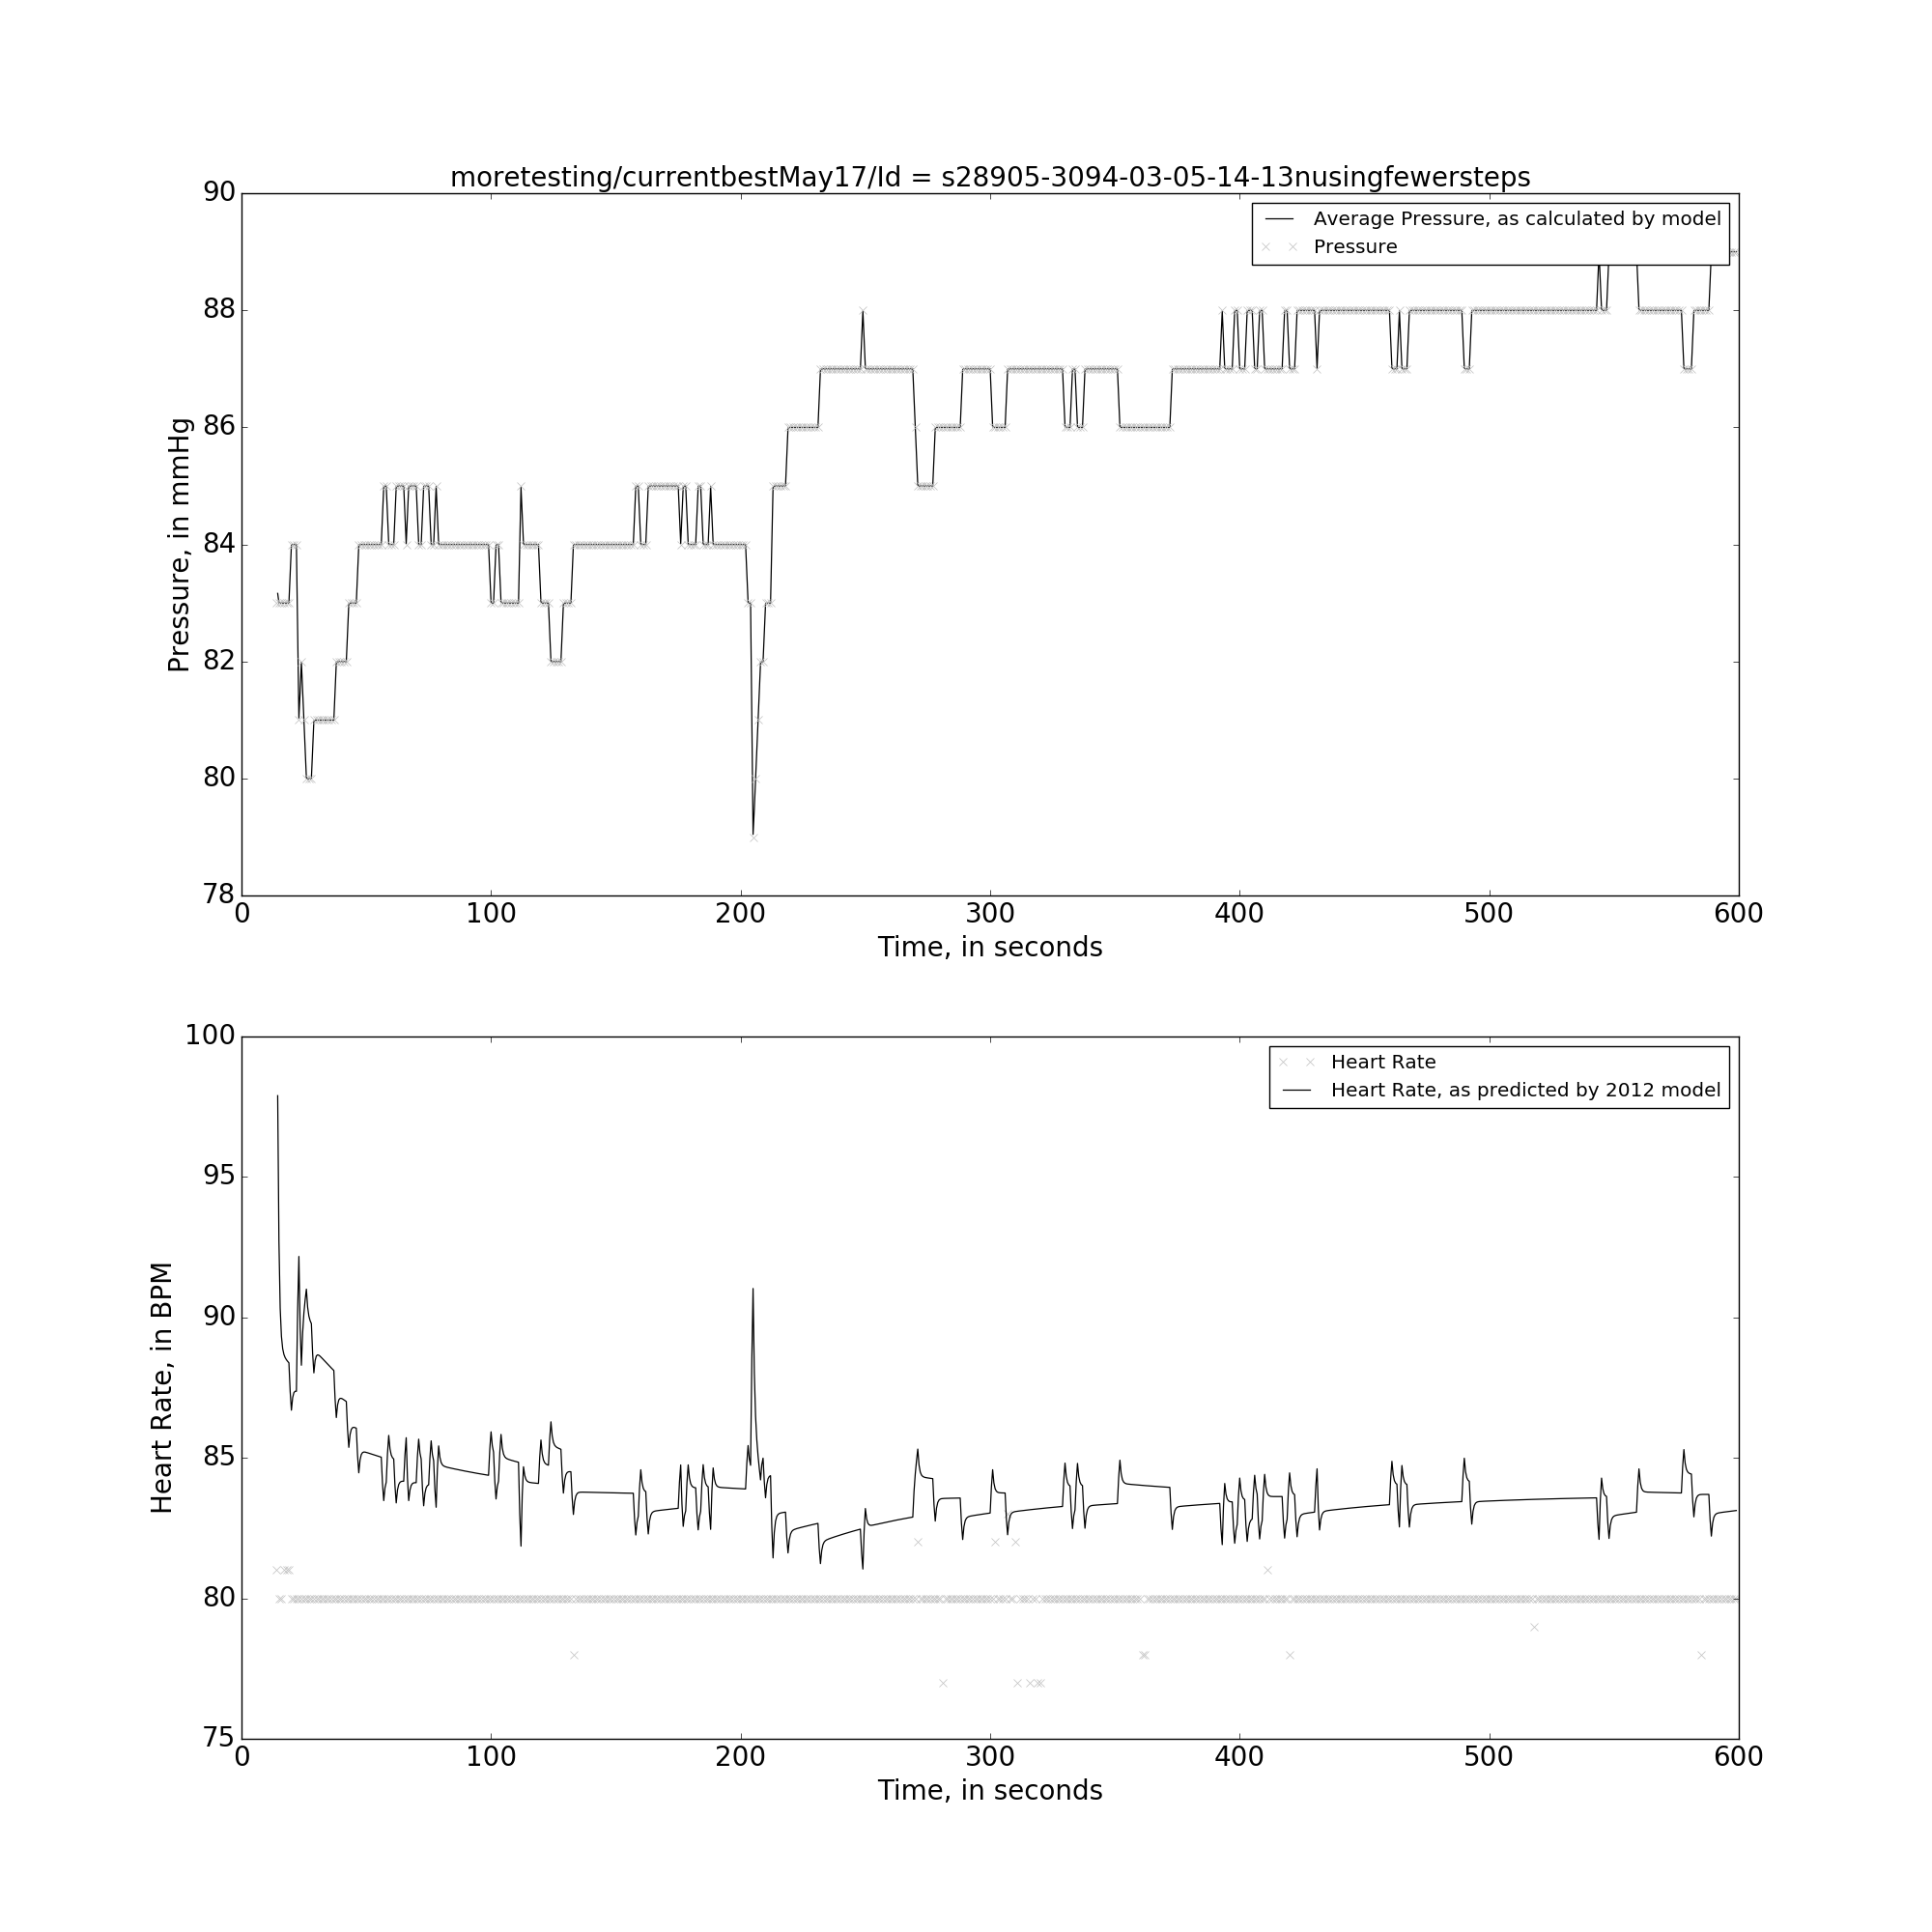 moretesting/currentbestMay17/Id = s28905-3094-03-05-14-13nusingfewersteps
90
88
86
84
82
80
78
Pressure, in mmHg
Average Pressure, as calculated by model
Pressure
0 100 200 300 400 500 600
Time, in seconds
100
95
90
85
80
75
Heart Rate, in BPM
Heart Rate
Heart Rate, as predicted by 2012 model
0 100 200 300 400 500 600
Time, in seconds